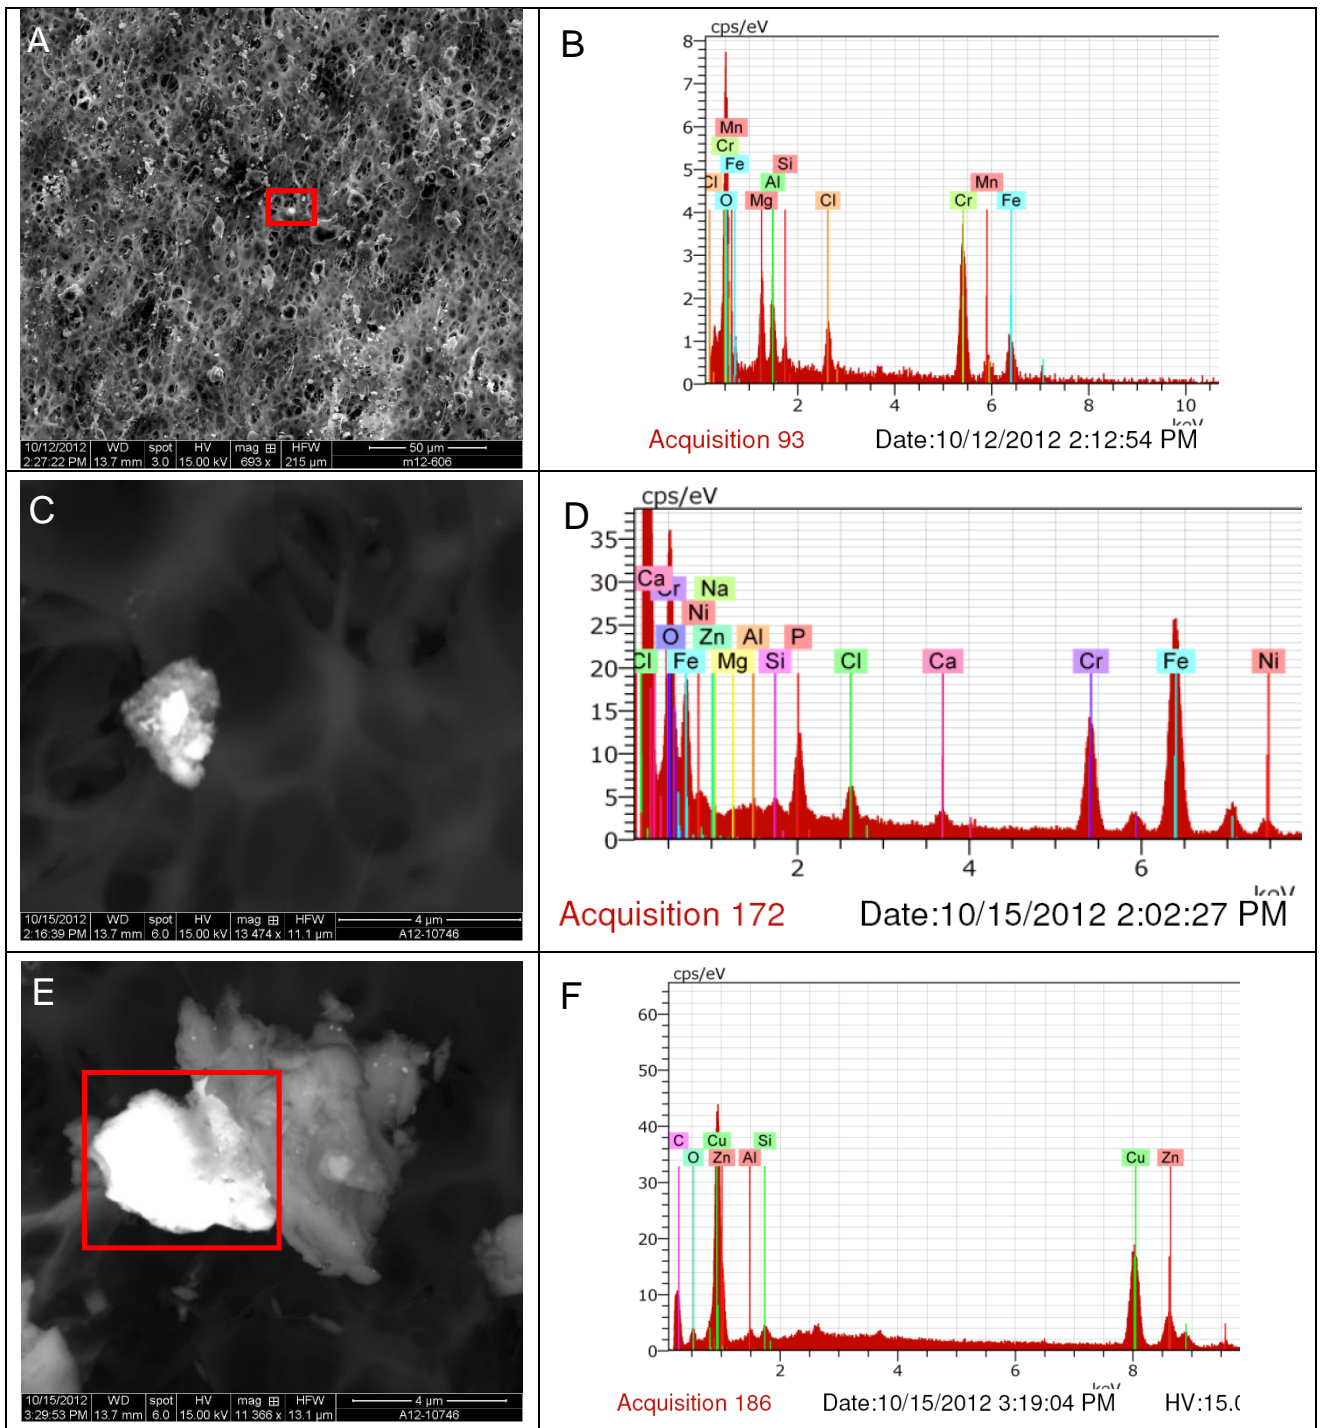 A
10/12/2012 WD spot HV mag HFW 50 µm
2:27:22 PM 13.7 mm 3.0 15.00 kV 693 x 215 µm m12-606
B
cps/eV
8
7
6
5
4
3
2
1
0
Mn
Cr
Fe Si
Cl Al Mn
O Mg Cl Cr Fe
2 4 6 8 10
keV
Acquisition 93 Date:10/12/2012 2:12:54 PM
C
10/15/2012 WD spot HV mag HFW 4 µm
2:16:39 PM 13.7 mm 6.0 15.00 kV 13 474 x 11.1 µm A12-10746
D
cps/eV
35
30
25
20
15
10
5
0
Ca
Cr Na
Ni
O Zn Al P
Cl Fe Mg Si Cl Ca Cr Fe Ni
2 4 6
keV
Acquisition 172 Date:10/15/2012 2:02:27 PM
E
10/15/2012 WD spot HV mag HFW 4 µm
3:29:53 PM 13.7 mm 6.0 15.00 kV 11 366 x 13.1 µm A12-10746
F
cps/eV
60
50
40
30
20
10
0
C Cu Si
O Zn Al Cu Zn
2 4 6 8
keV
Acquisition 186 Date:10/15/2012 3:19:04 PM HV:15.0